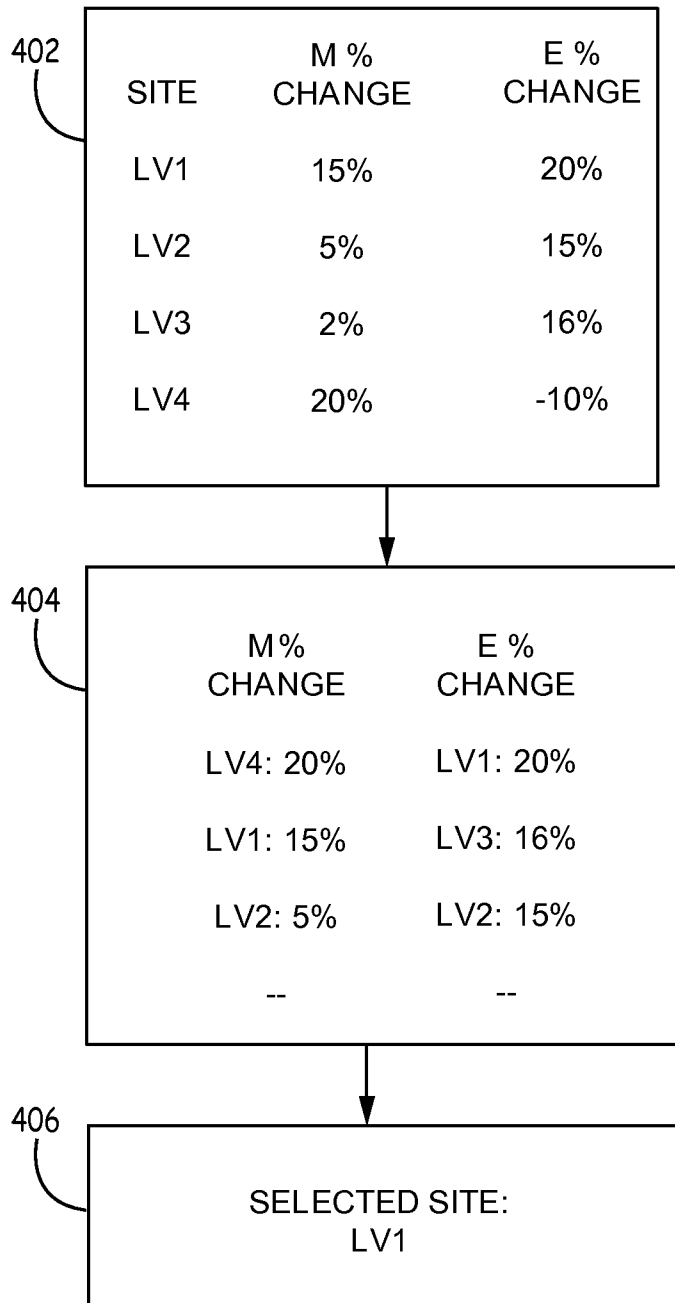 402
M % E %
SITE CHANGE CHANGE
LV1 15% 20%
LV2 5% 15%
LV3 2% 16%
LV4 20% -10%
404
M% E %
CHANGE CHANGE
LV4: 20% LV1: 20%
LV1: 15% LV3: 16%
LV2: 5% LV2: 15%
-- --
406
SELECTED SITE:
LV1